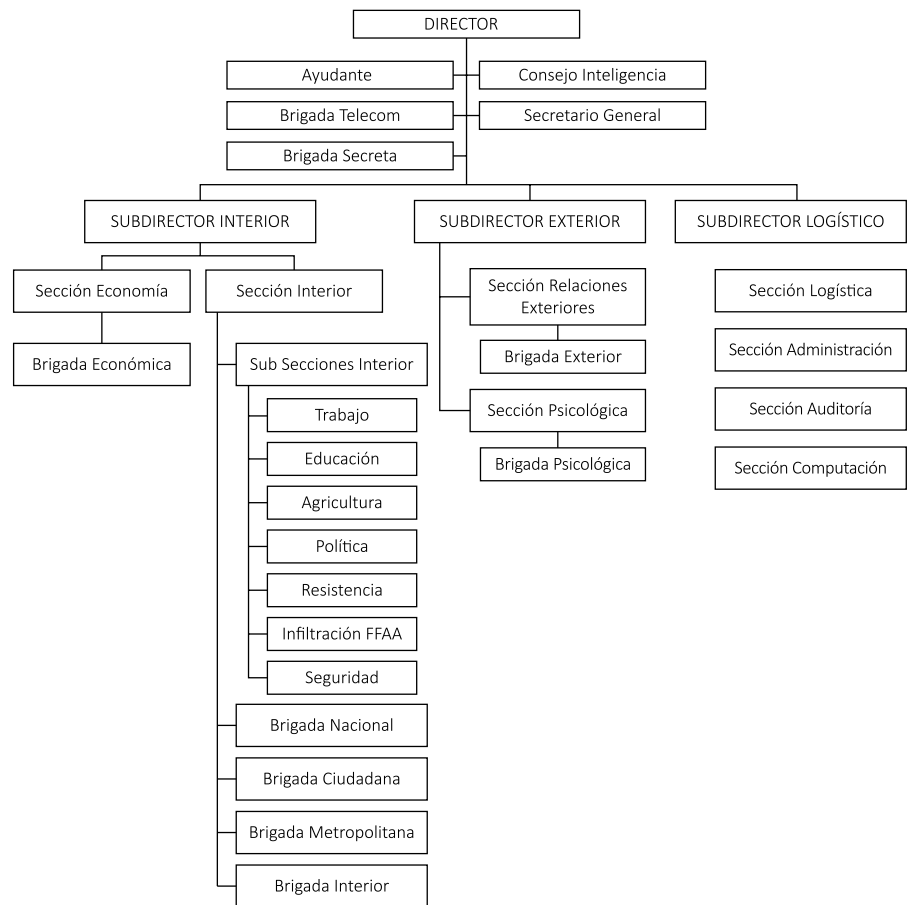 DIRECTOR
Ayudante
Consejo Inteligencia
Brigada Telecom
Secretario General
Brigada Secreta
SUBDIRECTOR INTERIOR
SUBDIRECTOR EXTERIOR
SUBDIRECTOR LOGÍSTICO
Sección Economía
Sección Interior
Brigada Económica
Sub Secciones Interior
Trabajo
Educación
Agricultura
Política
Resistencia
Infiltración FFAA
Seguridad
Brigada Nacional
Brigada Ciudadana
Brigada Metropolitana
Brigada Interior
Sección Relaciones
Exteriores
Brigada Exterior
Sección Psicológica
Brigada Psicológica
Sección Logística
Sección Administración
Sección Auditoría
Sección Computación